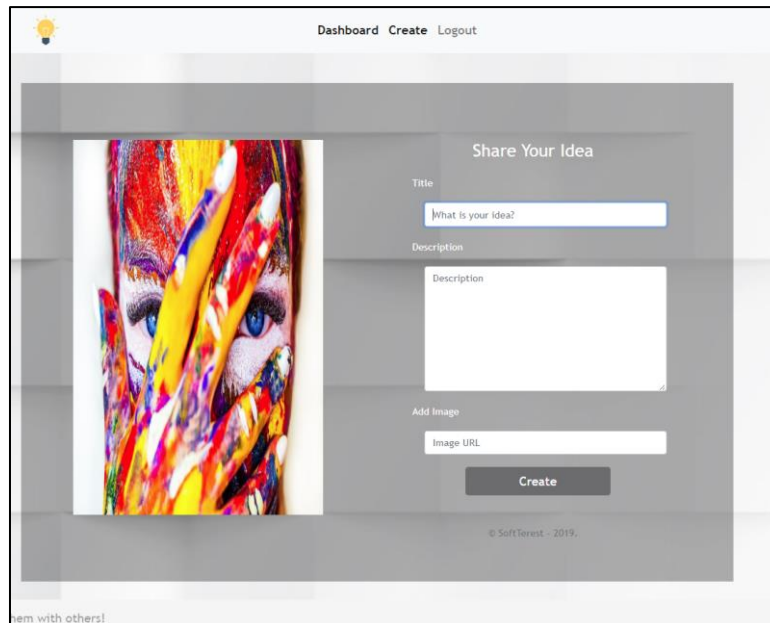 Dashboard Create Logout
Share Your Idea
Title
What is your idea?
Description
Description
Add Image
Image URL
Create
© SoftTerest - 2019.
hem with others!